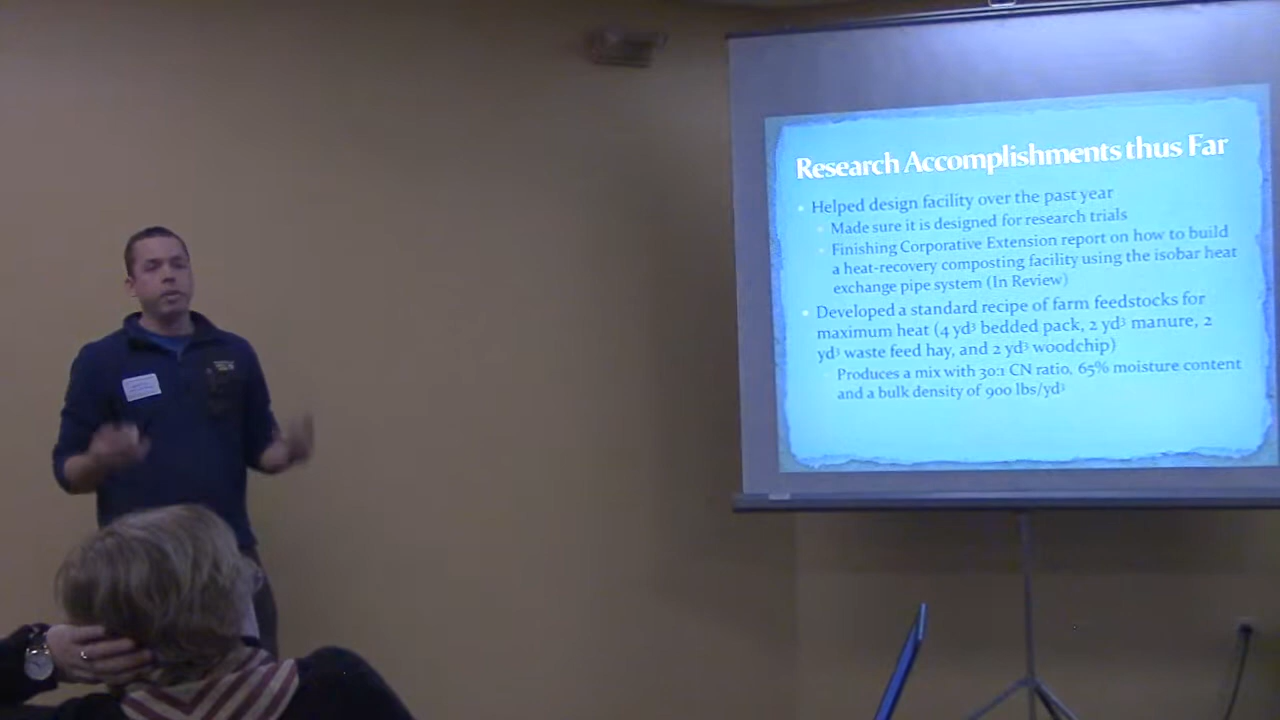 Research Accomplishments thus Far
• Helped design facility over the past year
• Made sure it is designed for research trials
• Finishing Corporative Extension report on how to build
a heat-recovery composting facility using the isobar heat
exchange pipe system (In Review)
• Developed a standard recipe of farm feedstocks for
maximum heat (4 yd³ bedded pack, 2 yd³ manure, 2
yd³ waste feed hay, and 2 yd³ woodchip)
Produces a mix with 30:1 CN ratio, 65% moisture content
and a bulk density of 900 lbs/yd³